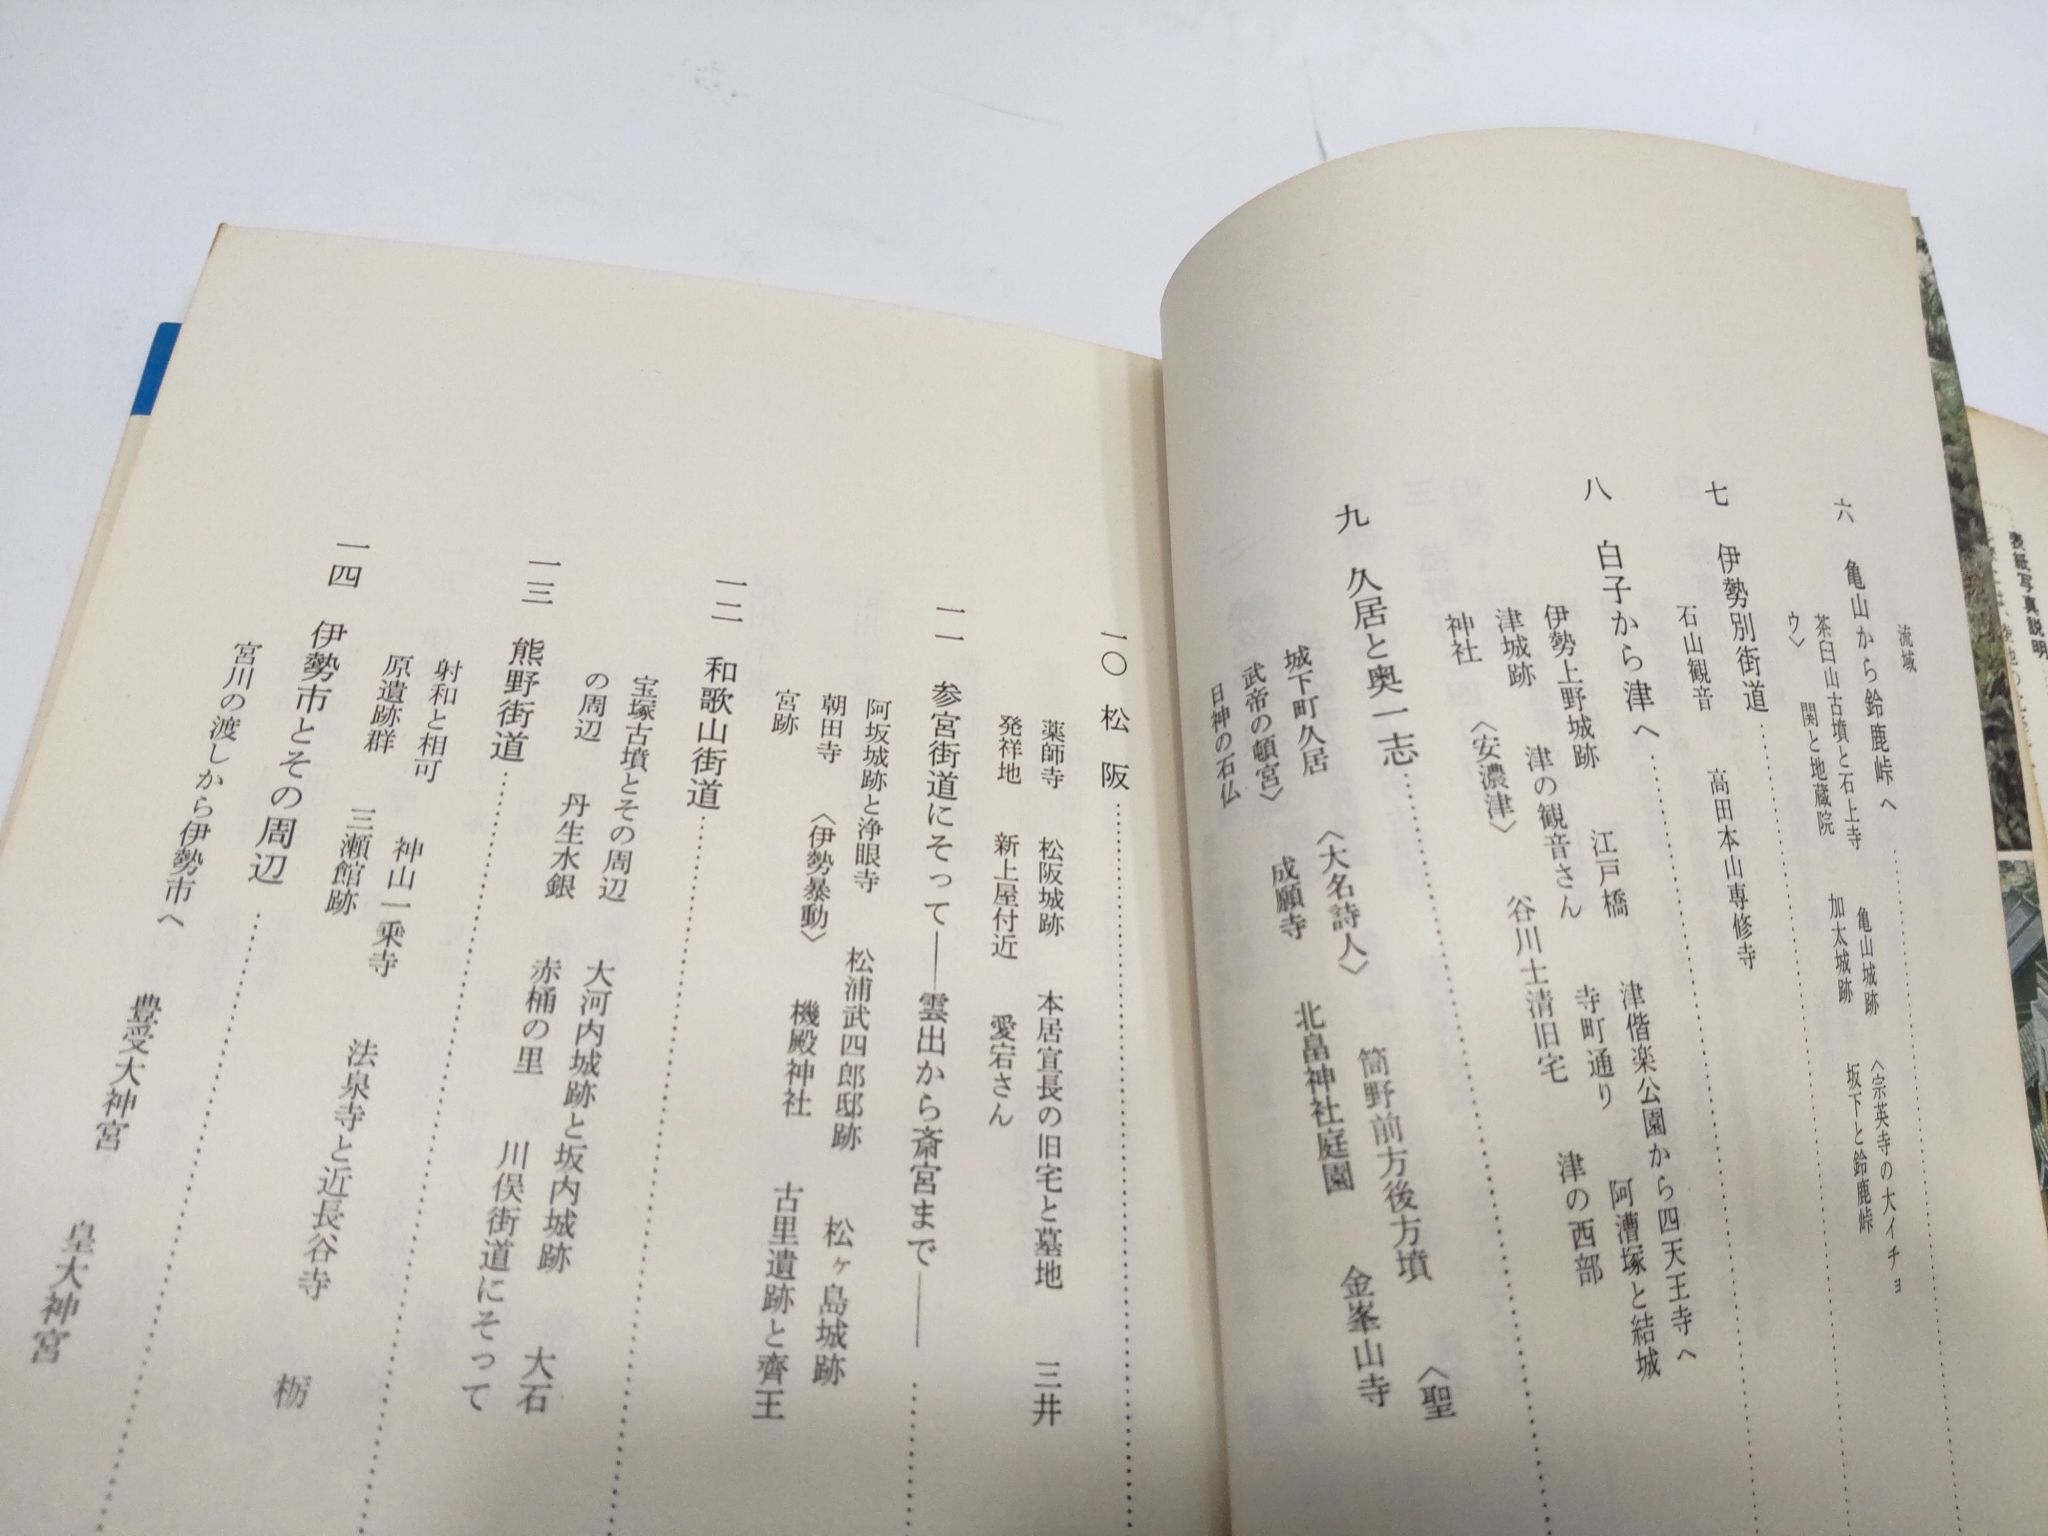 表紙写真説明
流域
六　亀山から鈴鹿峠へ
茶臼山古墳と石上寺　亀山城跡　〈宗英寺の大イチョ
ウ〉　関と地蔵院　加太城跡　坂下と鈴鹿峠
七　伊勢別街道
石山観音　高田本山専修寺
八　白子から津へ
伊勢上野城跡　江戸橋　津偕楽公園から四天王寺へ
津城跡　津の観音さん　寺町通り　阿漕塚と結城
神社　〈安濃津〉　谷川士清旧宅　津の西部
九　久居と奥一志
城下町久居　〈大名詩人〉　筒野前方後方墳　〈聖
武帝の頓宮〉　成願寺　北畠神社庭園　金峯山寺
日神の石仏
一〇　松阪
薬師寺　松阪城跡　本居宣長の旧宅と墓地　三井
発祥地　新上屋付近　愛宕さん
一一　参宮街道にそって――雲出から斎宮まで――
阿坂城跡と浄眼寺　松浦武四郎邸跡　松ヶ島城跡
朝田寺　〈伊勢暴動〉　機殿神社　古里遺跡と齊王
宮跡
一二　和歌山街道
宝塚古墳とその周辺　大河内城跡と坂内城跡　大石
の周辺　丹生水銀　赤桶の里　川俣街道にそって
一三　熊野街道
射和と相可　神山一乗寺　法泉寺と近長谷寺　栃
原遺跡群　三瀬館跡
一四　伊勢市とその周辺
宮川の渡しから伊勢市へ　豊受大神宮　皇大神宮